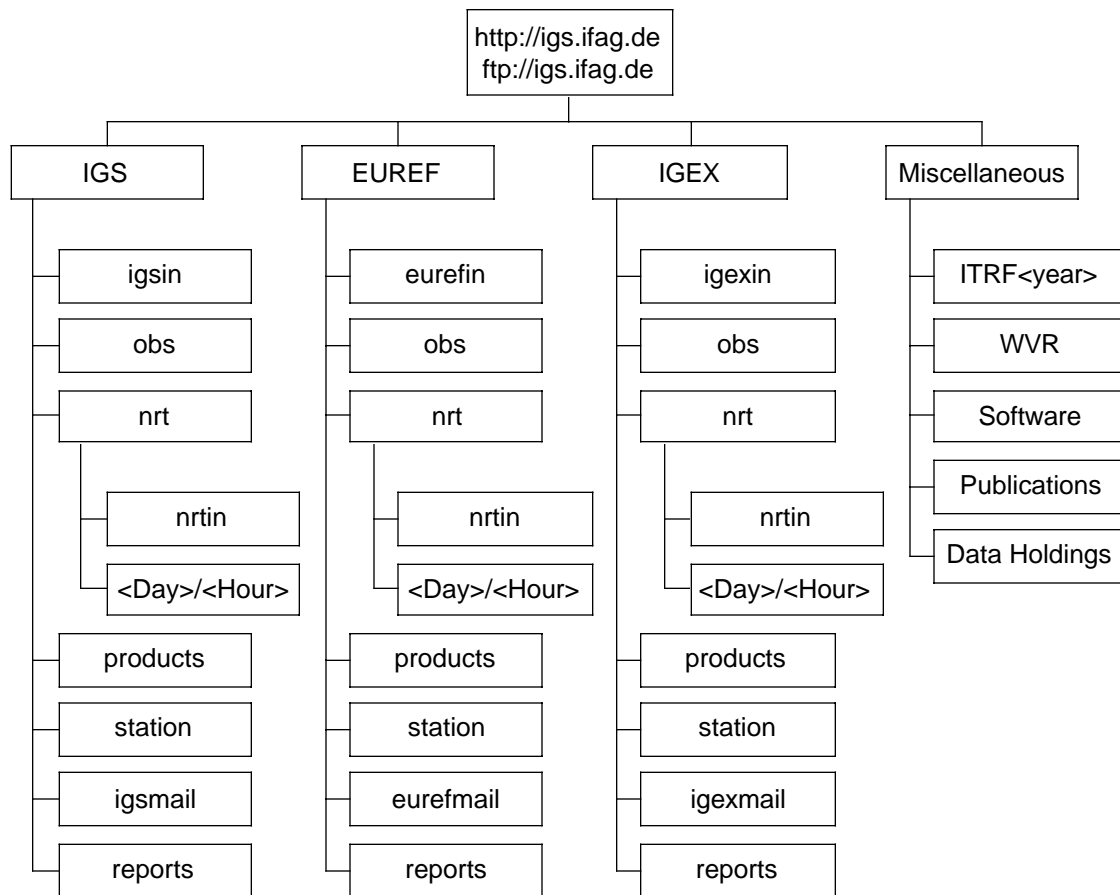 http://igs.ifag.de
ftp://igs.ifag.de
IGS
EUREF
IGEX
Miscellaneous
igsin
obs
nrt
nrtin
<Day>/<Hour>
products
station
igsmail
reports
eurefin
obs
nrt
nrtin
<Day>/<Hour>
products
station
eurefmail
reports
igexin
obs
nrt
nrtin
<Day>/<Hour>
products
station
igexmail
reports
ITRF<year>
WVR
Software
Publications
Data Holdings